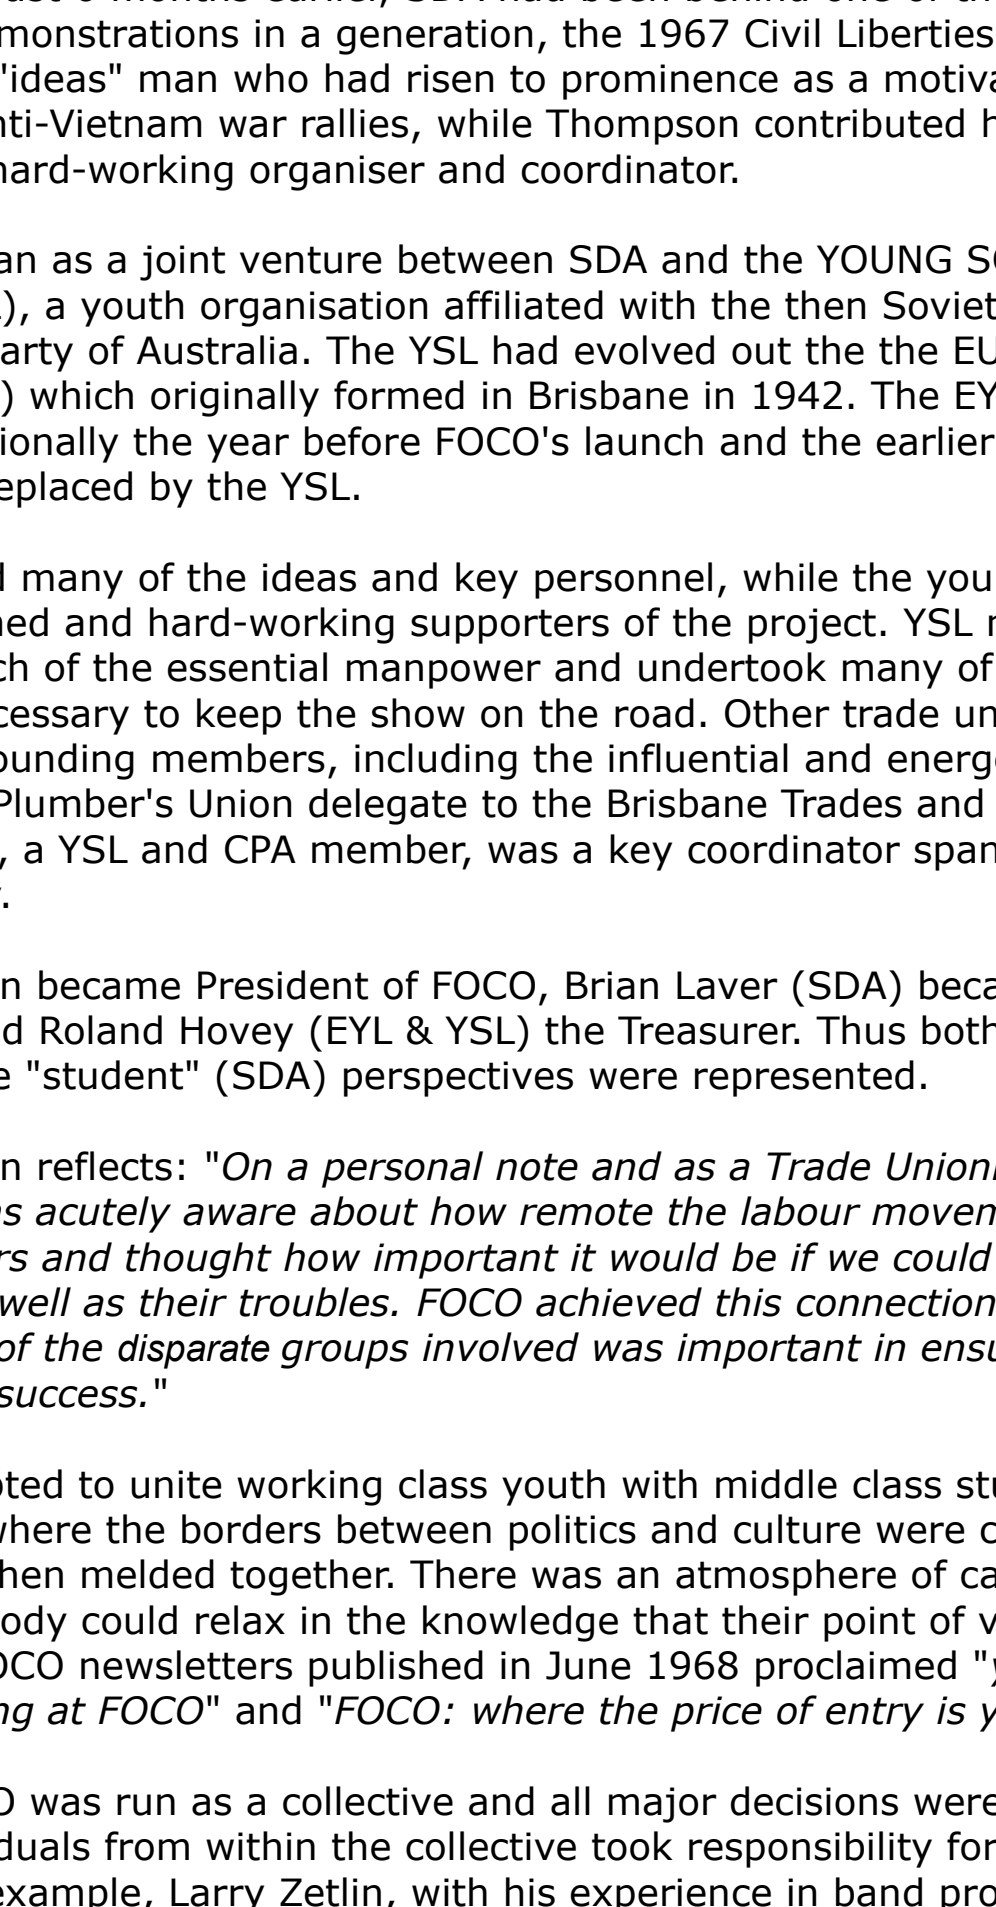 monstrations in a generation, the 1967 Civil Liberties
"ideas" man who had risen to prominence as a
nti-Vietnam war rallies, while Thompson contributed
hard-working organiser and coordinator.
an as a joint venture between SDA and the YOUNG
), a youth organisation affiliated with the then Soviet
arty of Australia. The YSL had evolved out the the EU
) which originally formed in Brisbane in 1942. The EY
ionally the year before FOCO's launch and the earlier
eplaced by the YSL.
many of the ideas and key personnel, while the you
ned and hard-working supporters of the project. YSL
ch of the essential manpower and undertook many of
cessary to keep the show on the road. Other trade un
ounding members, including the influential and energ
Plumber's Union delegate to the Brisbane Trades and
, a YSL and CPA member, was a key coordinator span
.
n became President of FOCO, Brian Laver (SDA) beca
d Roland Hovey (EYL & YSL) the Treasurer. Thus both
e "student" (SDA) perspectives were represented.
n reflects: "On a personal note and as a Trade Union
s acutely aware about how remote the labour movem
rs and thought how important it would be if we could
well as their troubles. FOCO achieved this connection
of the disparate groups involved was important in ensu
success."
pted to unite working class youth with middle class stu
where the borders between politics and culture were c
hen melded together. There was an atmosphere of ca
ody could relax in the knowledge that their point of v
OCO newsletters published in June 1968 proclaimed "y
ng at FOCO" and "FOCO: where the price of entry is y
O was run as a collective and all major decisions were
duals from within the collective took responsibility for
example, Larry Zetlin, with his experience in band pro